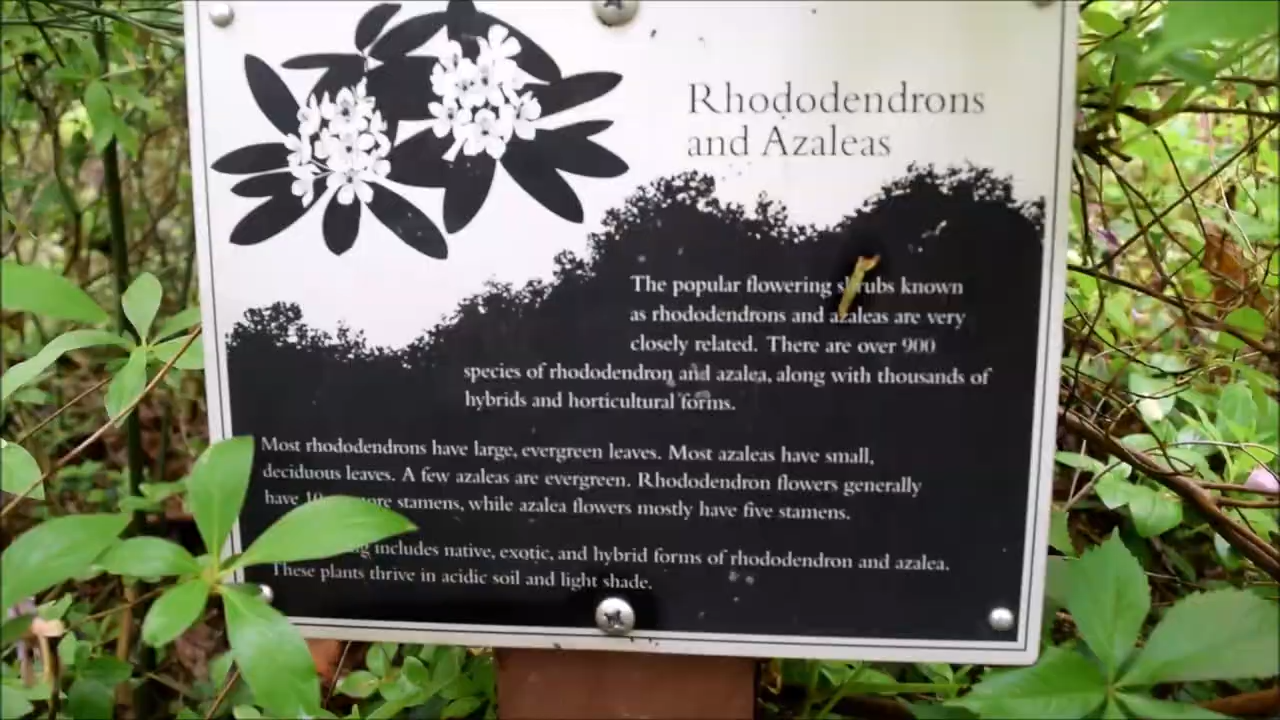 Rhododendrons
and Azaleas
The popular flowering shrubs known
as rhododendrons and azaleas are very
closely related. There are over 900
species of rhododendron and azalea, along with thousands of
hybrids and horticultural forms.
Most rhododendrons have large, evergreen leaves. Most azaleas have small,
deciduous leaves. A few azaleas are evergreen. Rhododendron flowers generally
have 10 more stamens, while azalea flowers mostly have five stamens.
includes native, exotic, and hybrid forms of rhododendron and azalea.
These plants thrive in acidic soil and light shade.